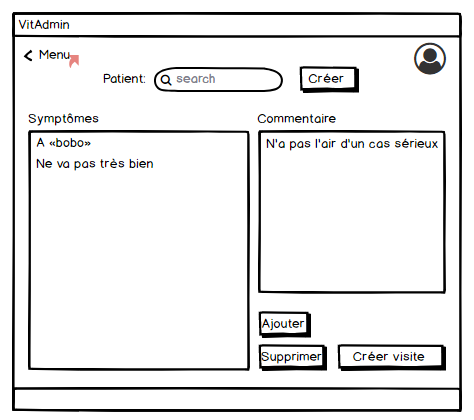 VitAdmin
Menu
Patient: search Créer
Symptômes
A «bobo»
Ne va pas très bien
Commentaire
N'a pas l'air d'un cas sérieux
Ajouter
Supprimer Créer visite